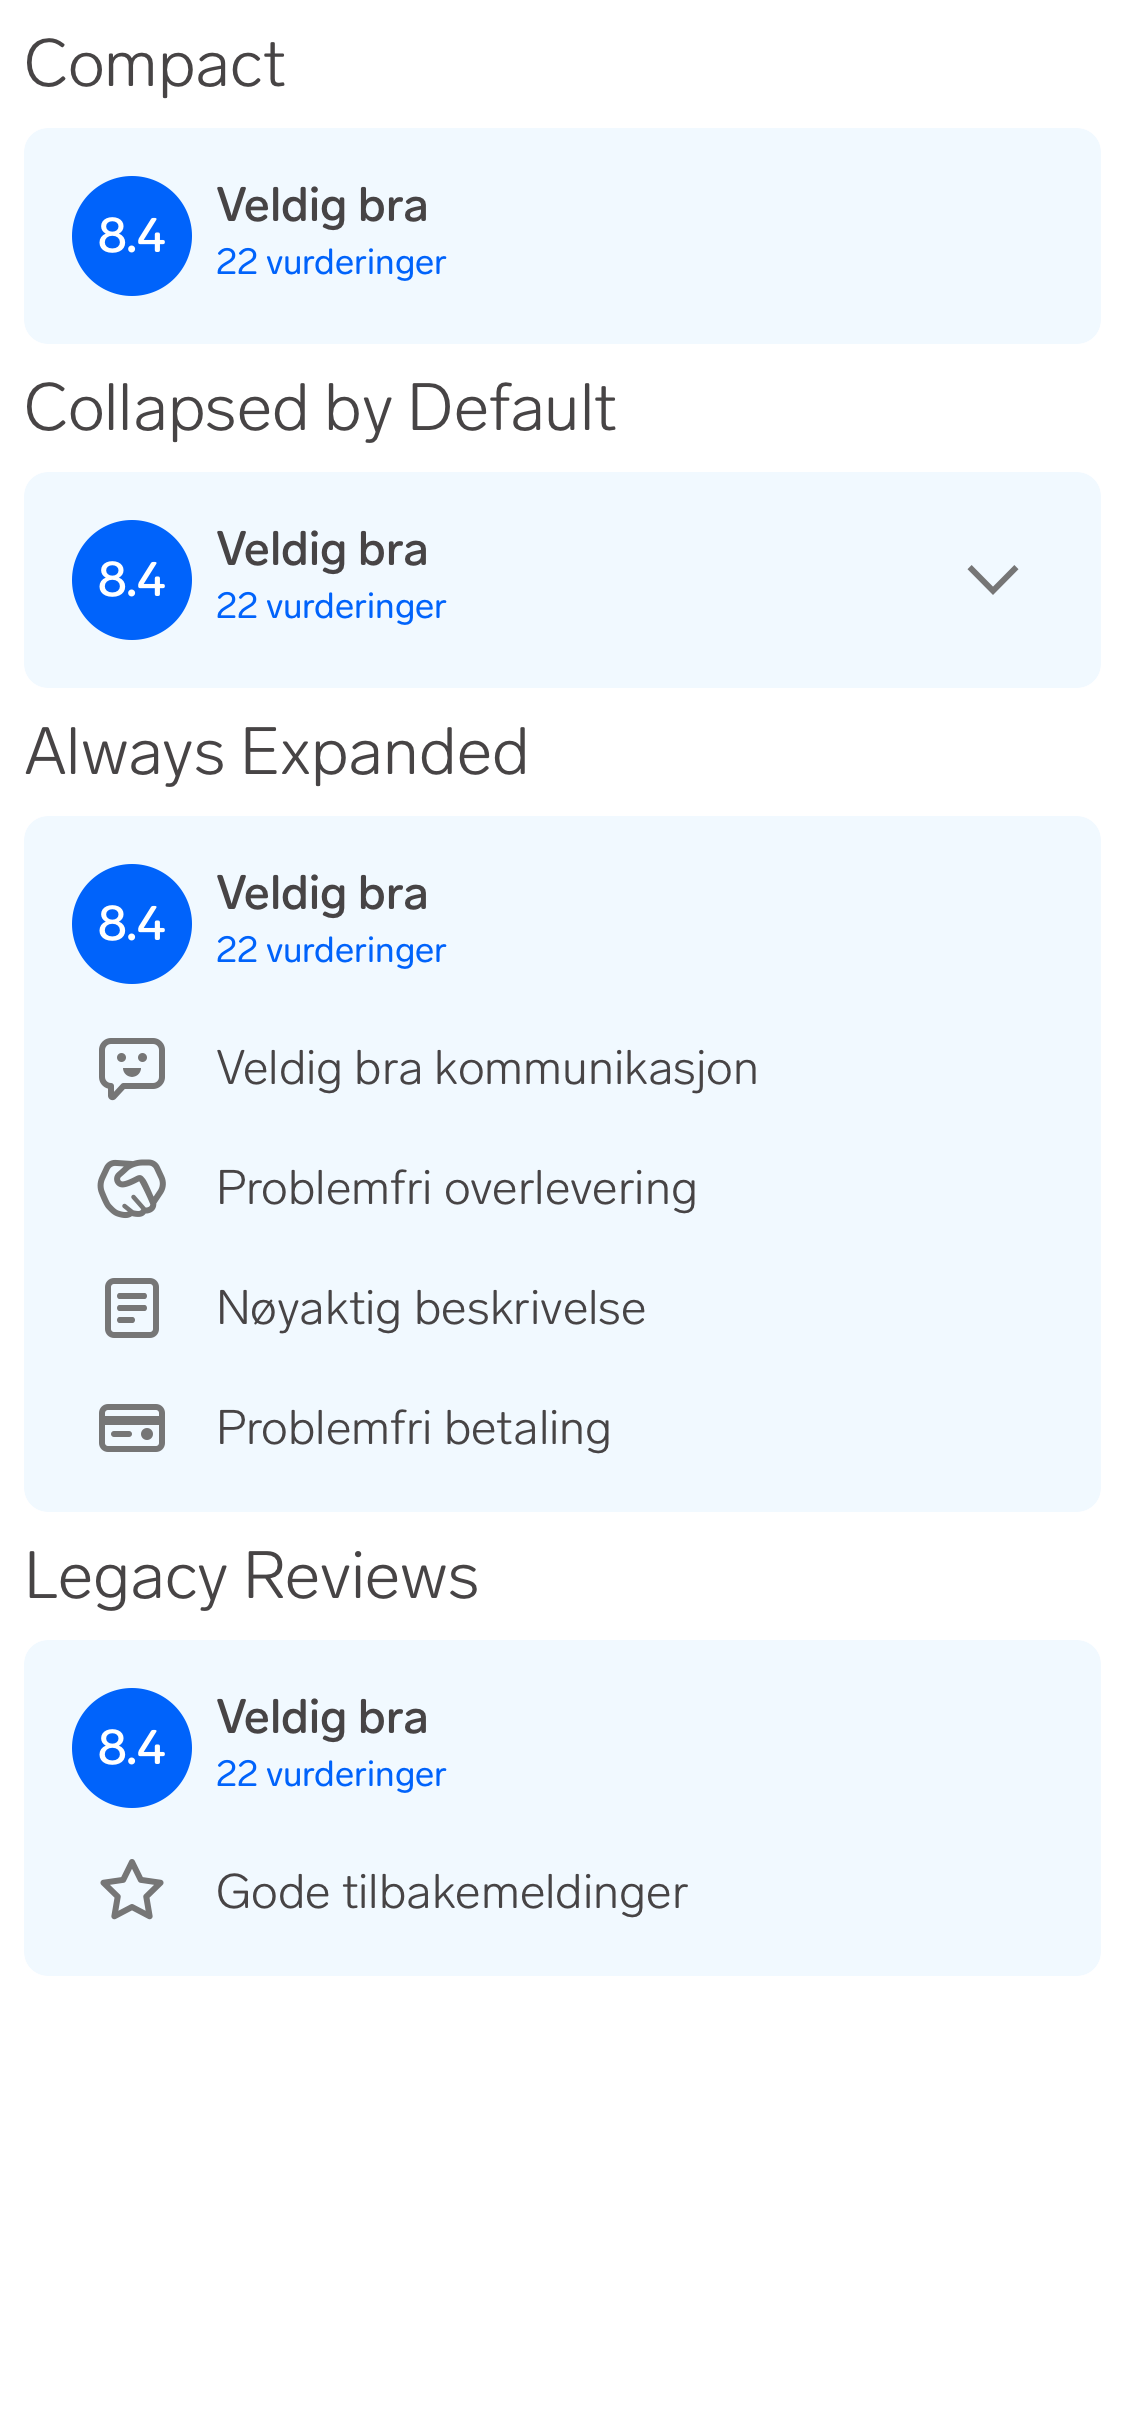 Compact
8.4
Veldig bra
22 vurderinger
Collapsed by Default
8.4
Veldig bra
22 vurderinger
Always Expanded
8.4
Veldig bra
22 vurderinger
Veldig bra kommunikasjon
Problemfri overlevering
Nøyaktig beskrivelse
Problemfri betaling
Legacy Reviews
8.4
Veldig bra
22 vurderinger
Gode tilbakemeldinger